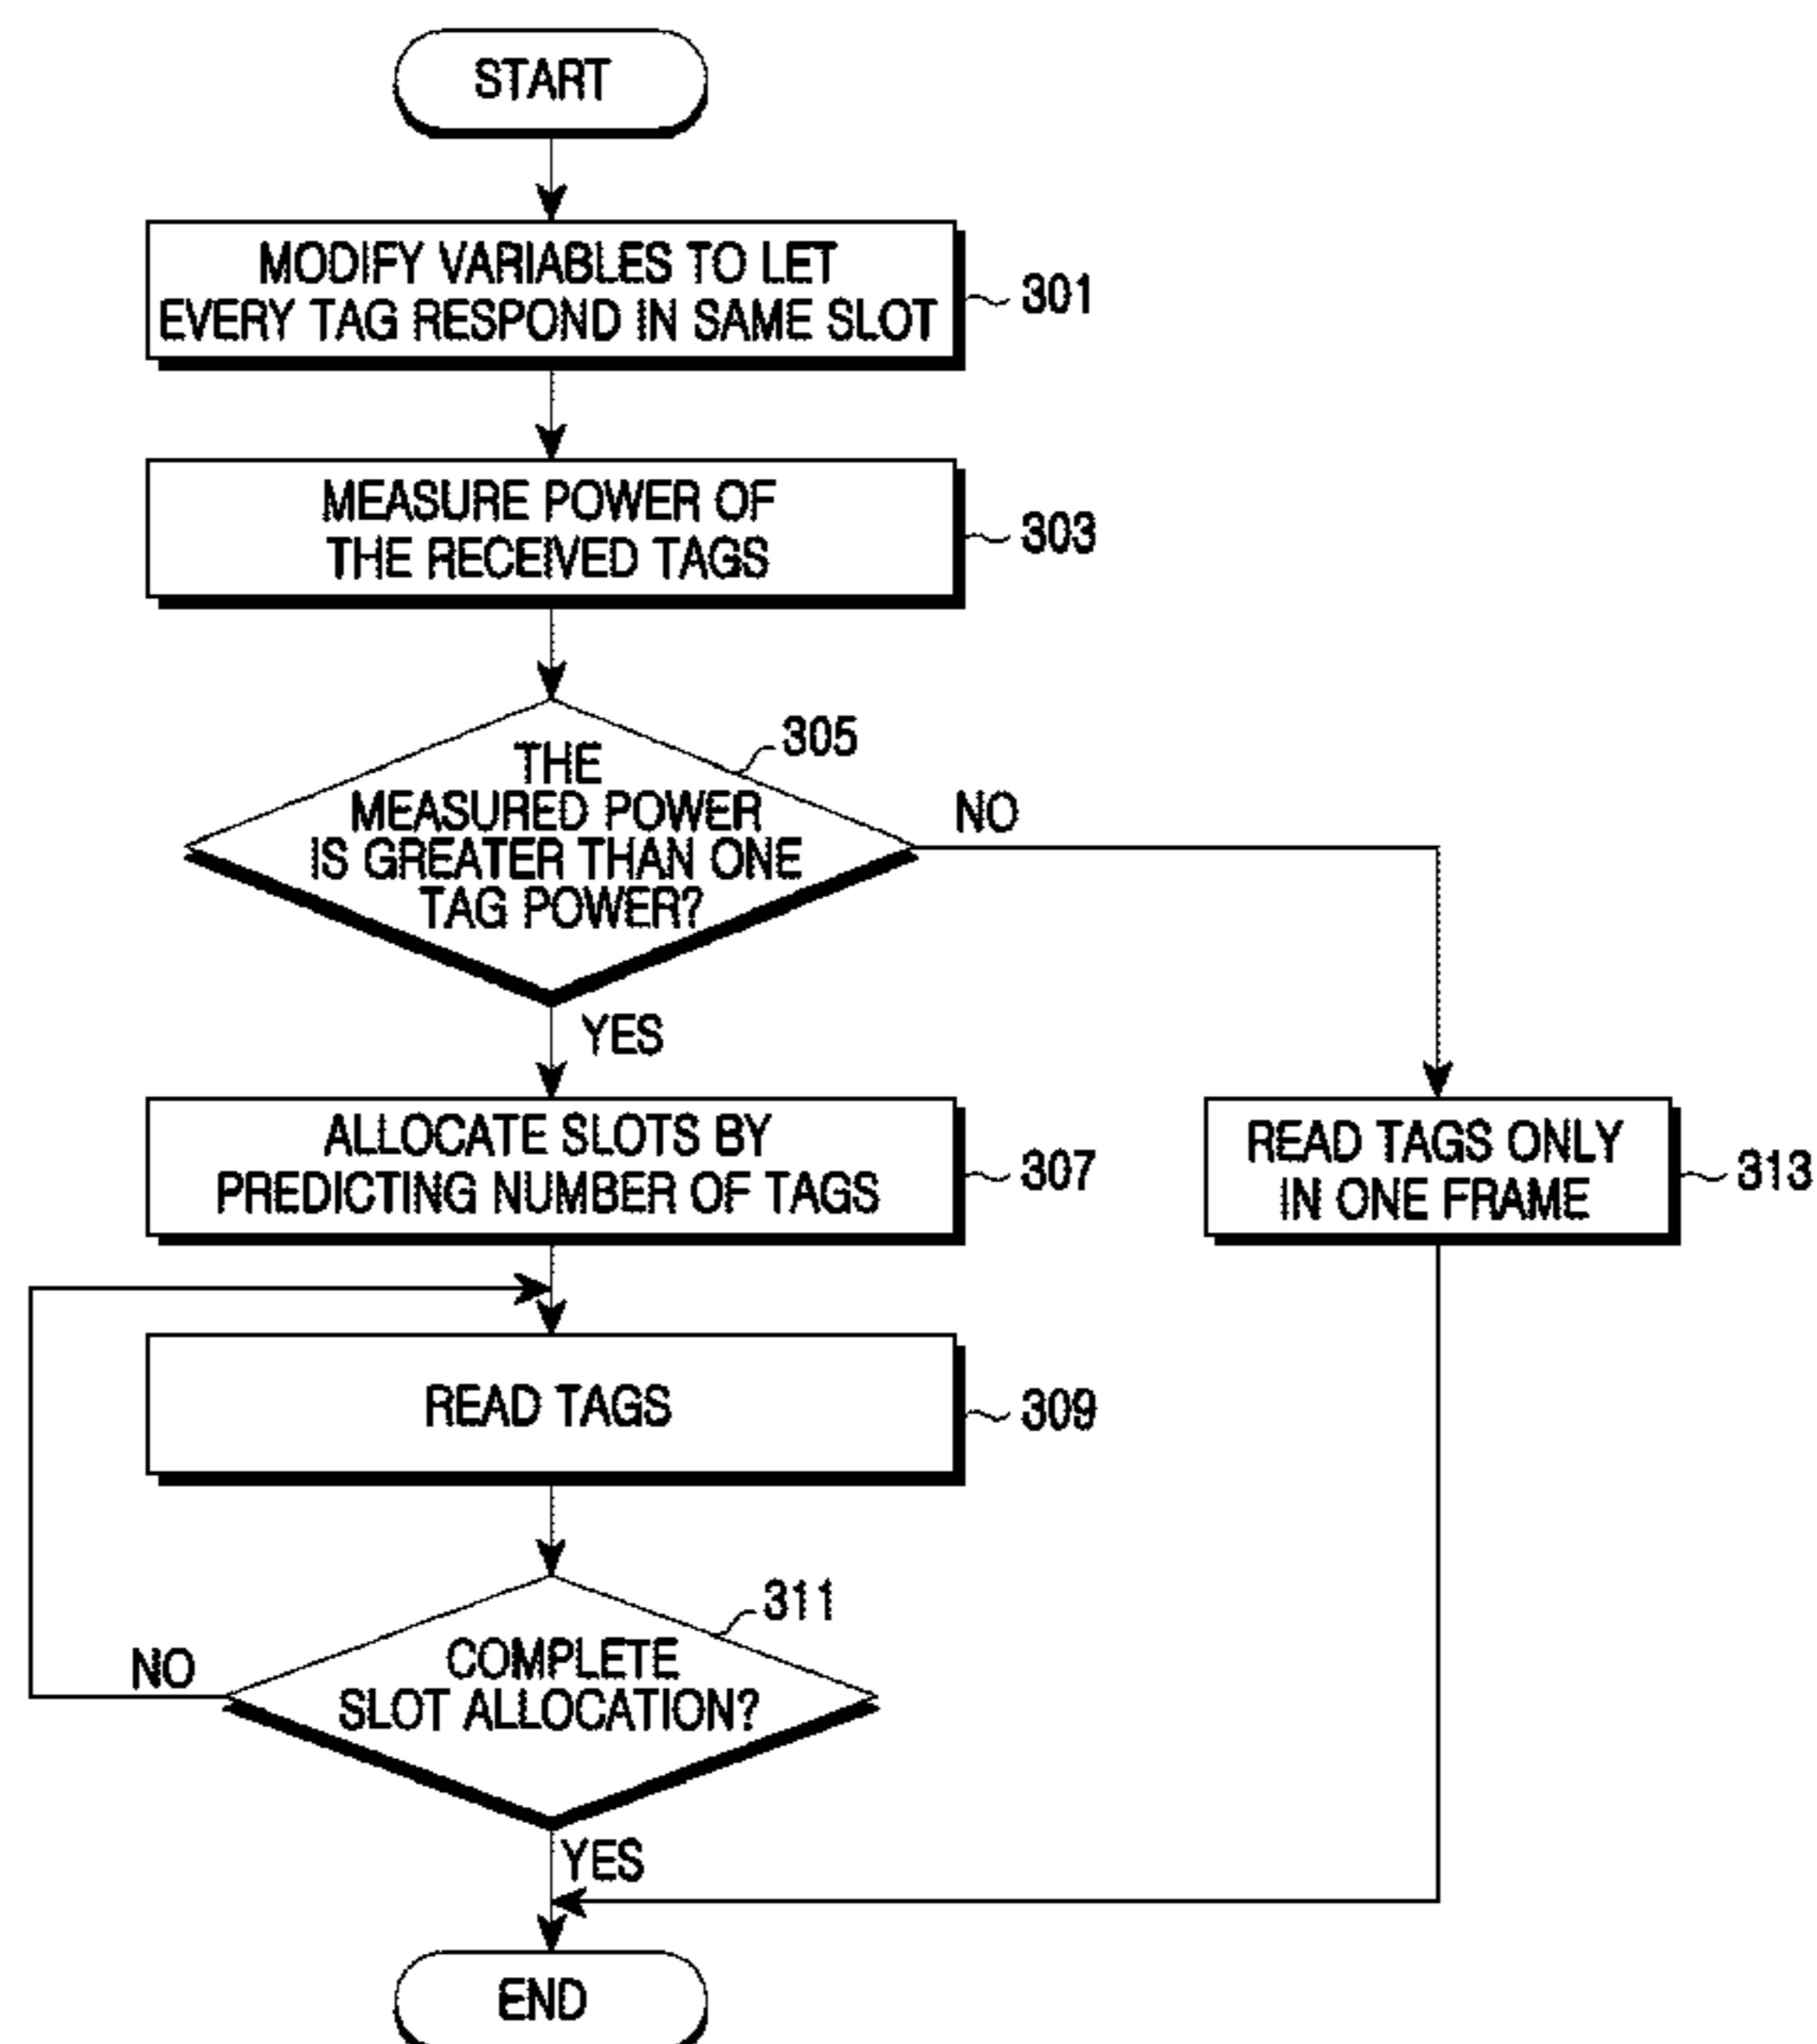 START
MODIFY VARIABLES TO LET
EVERY TAG RESPOND IN SAME SLOT
301
MEASURE POWER OF
THE RECEIVED TAGS
303
305
THE
MEASURED POWER
IS GREATER THAN ONE
TAG POWER?
NO
YES
ALLOCATE SLOTS BY
PREDICTING NUMBER OF TAGS
307
READ TAGS ONLY
IN ONE FRAME
313
READ TAGS
309
311
COMPLETE
SLOT ALLOCATION?
NO
YES
END